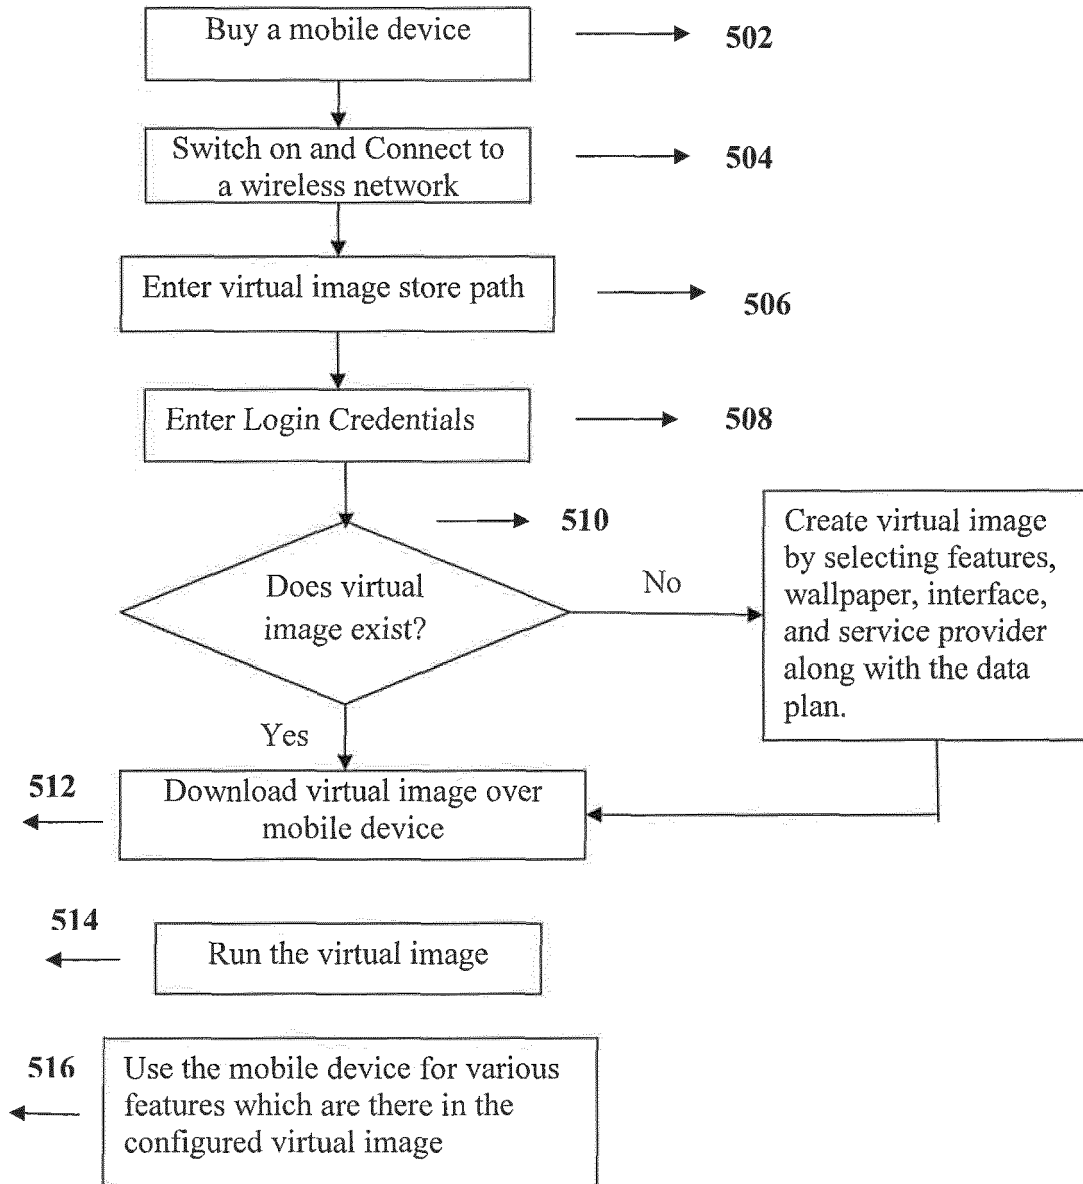 Buy a mobile device
502
Switch on and Connect to
a wireless network
504
Enter virtual image store path
506
Enter Login Credentials
508
510
Does virtual
image exist?
No
Create virtual image
by selecting features,
wallpaper, interface,
and service provider
along with the data
plan.
Yes
512
Download virtual image over
mobile device
514
Run the virtual image
516
Use the mobile device for various
features which are there in the
configured virtual image